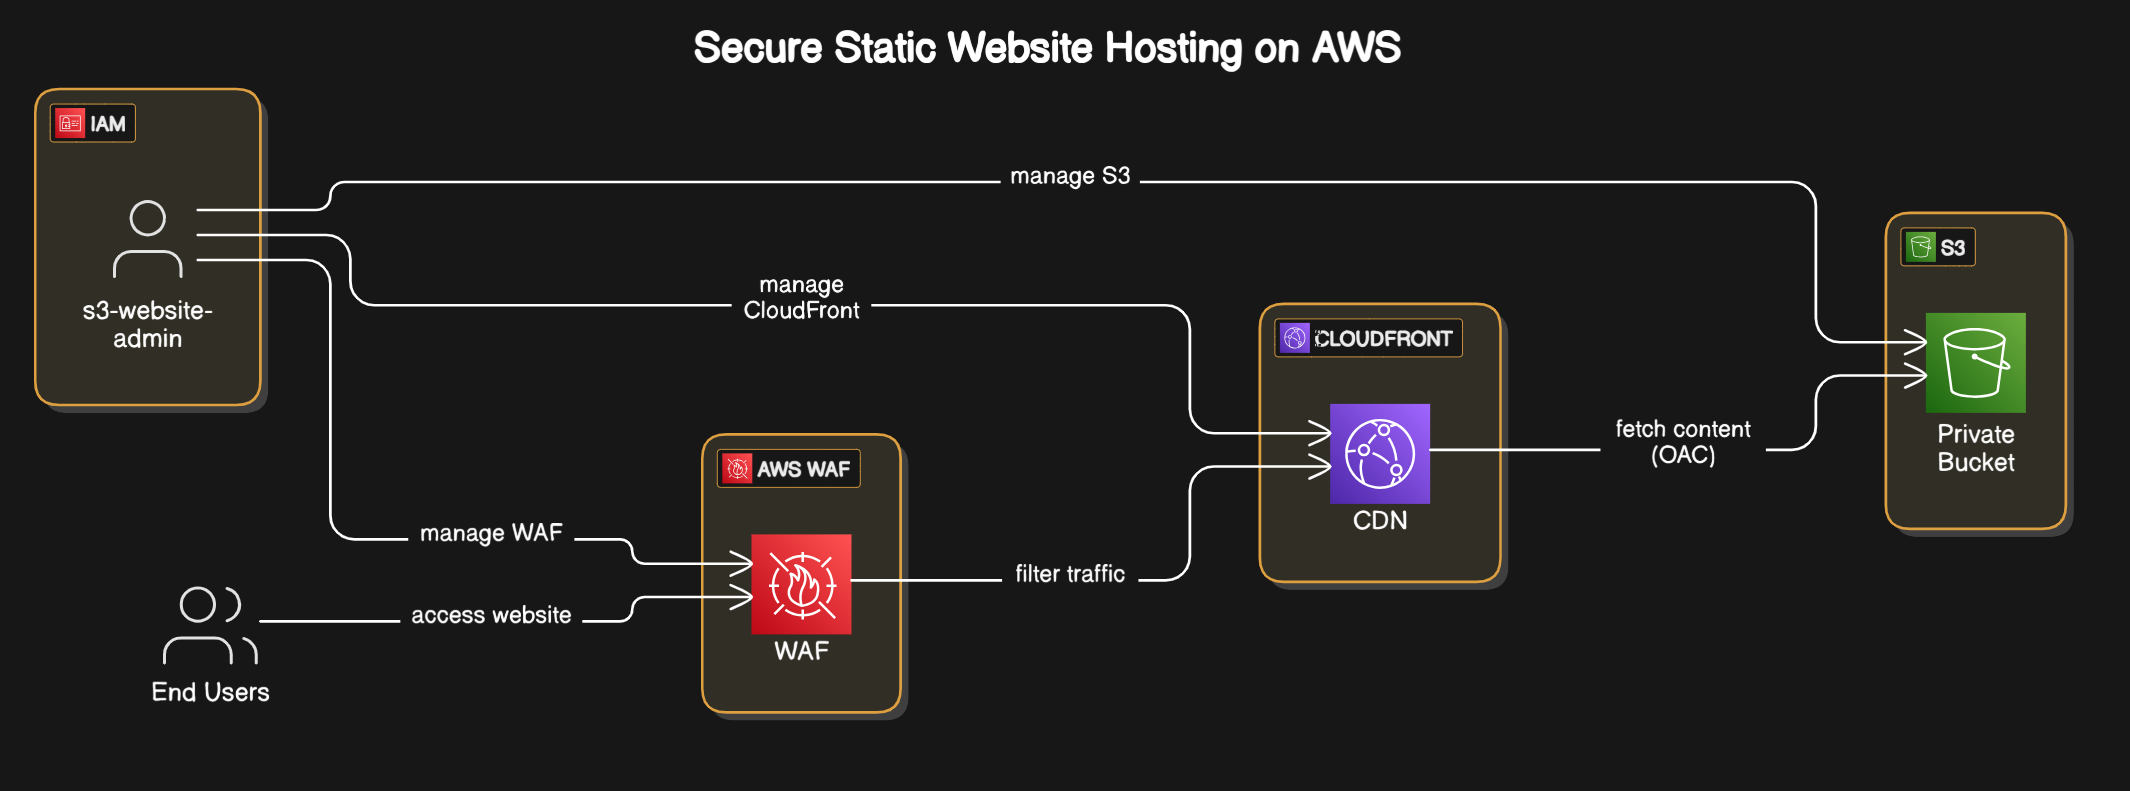 Secure Static Website Hosting on AWS
IAM
s3-website-
admin
manage S3
manage
CloudFront
manage WAF
access website
End Users
AWS WAF
WAF
filter traffic
CLOUDFRONT
CDN
fetch content
(OAC)
S3
Private
Bucket